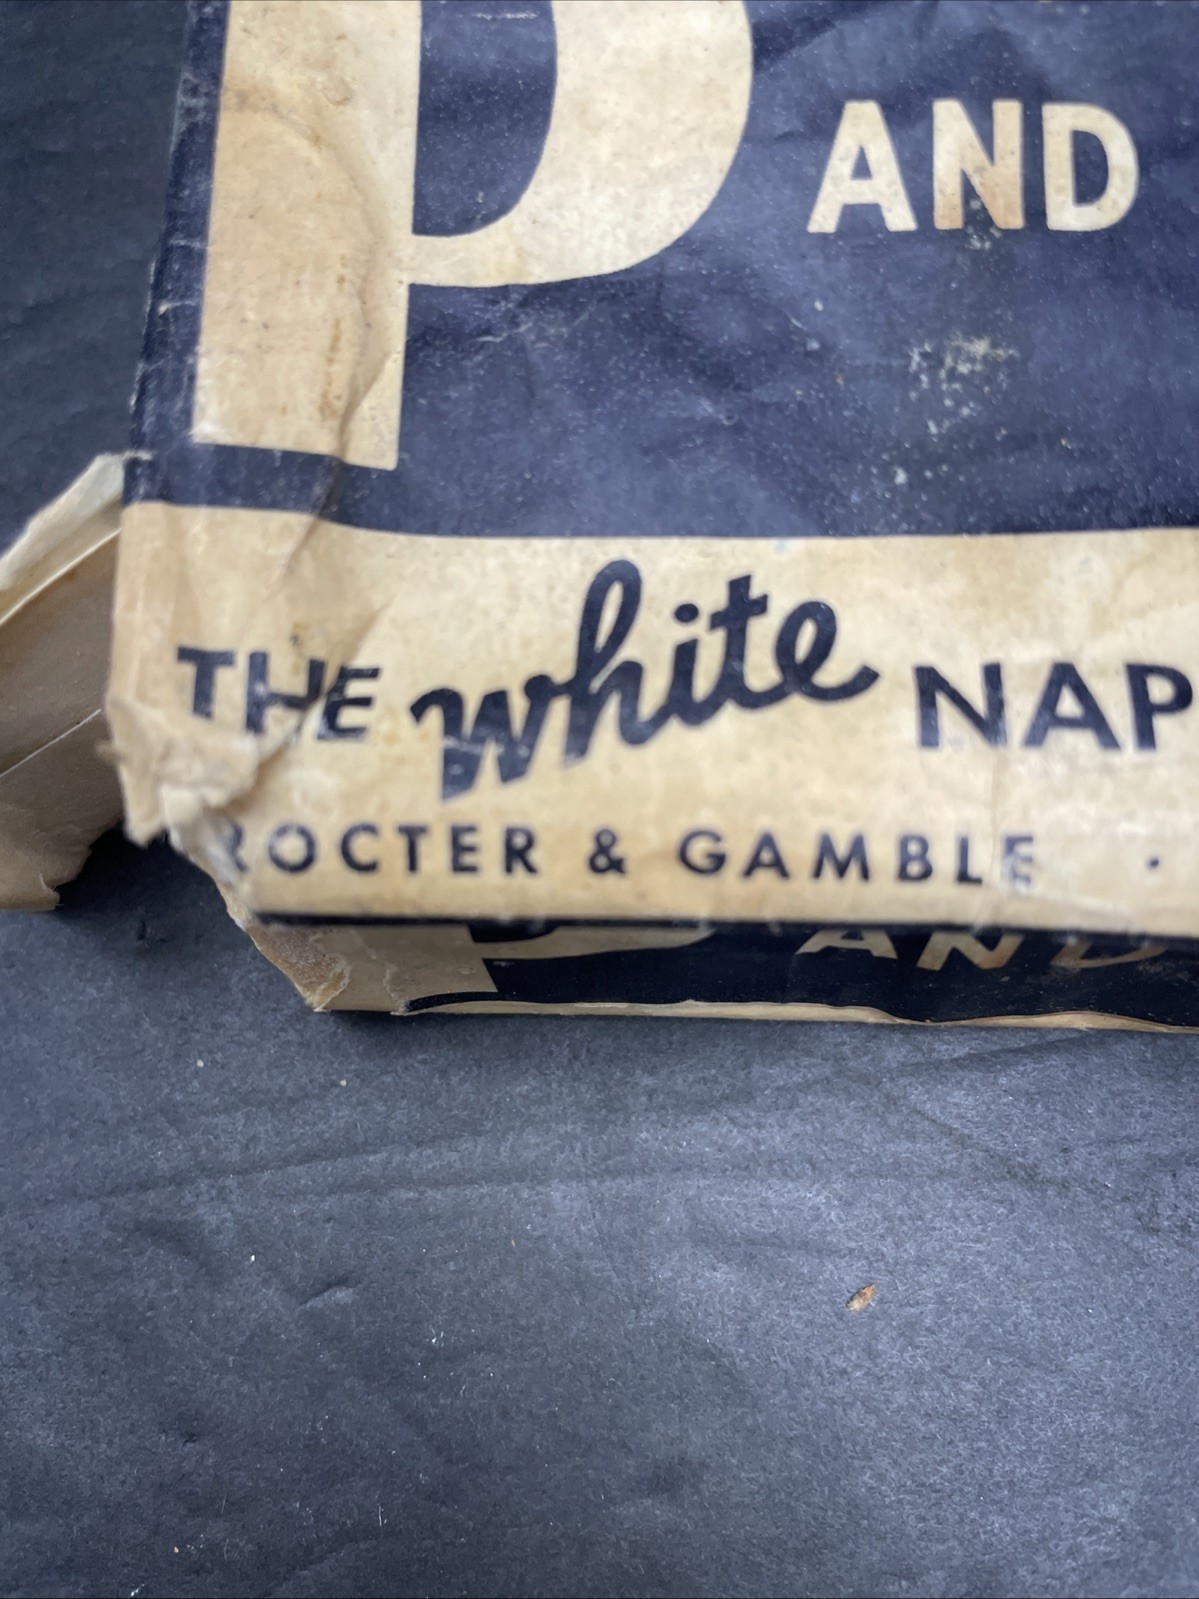 P AND
THE white NAP
ROCTER & GAMBLE ·
P AND